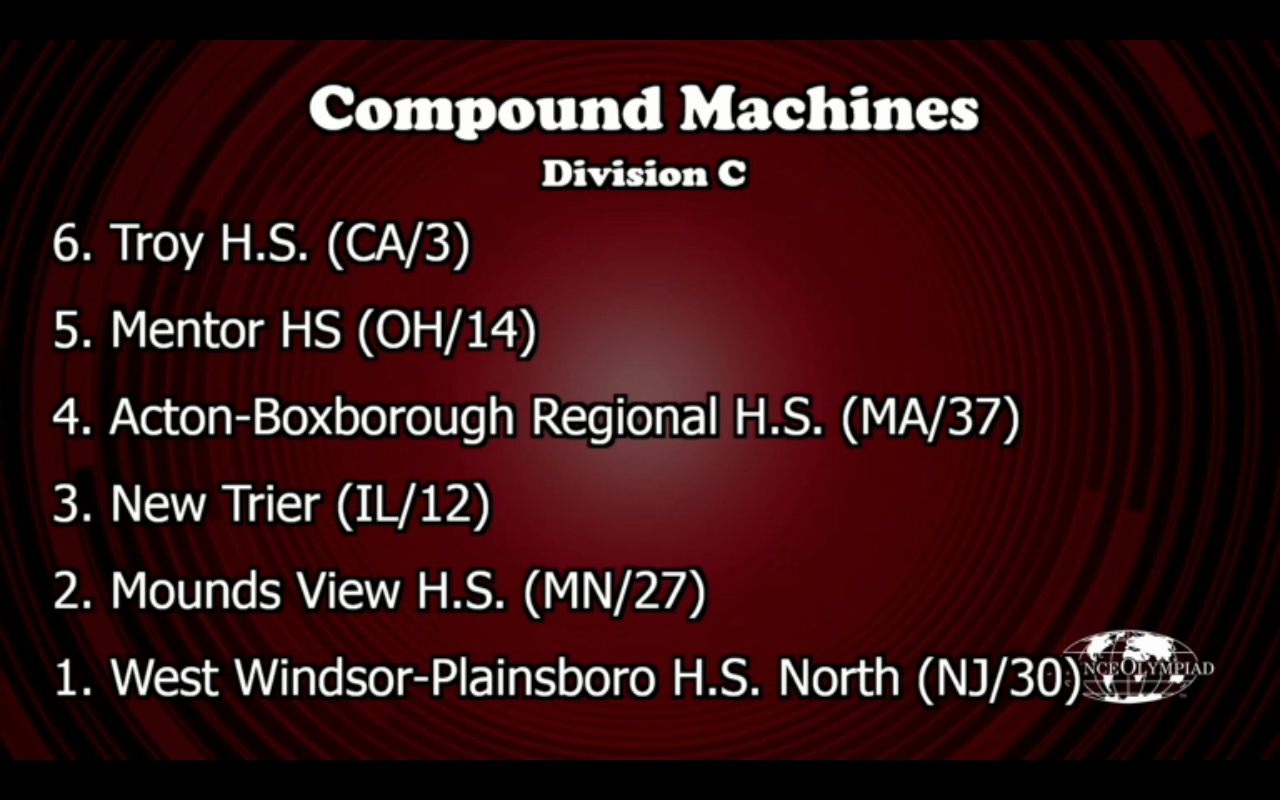 Compound Machines
Division C
6. Troy H.S. (CA/3)
5. Mentor HS (OH/14)
4. Acton-Boxborough Regional H.S. (MA/37)
3. New Trier (IL/12)
2. Mounds View H.S. (MN/27)
1. West Windsor-Plainsboro H.S. North (NJ/30)
NCE OLYMPIAD